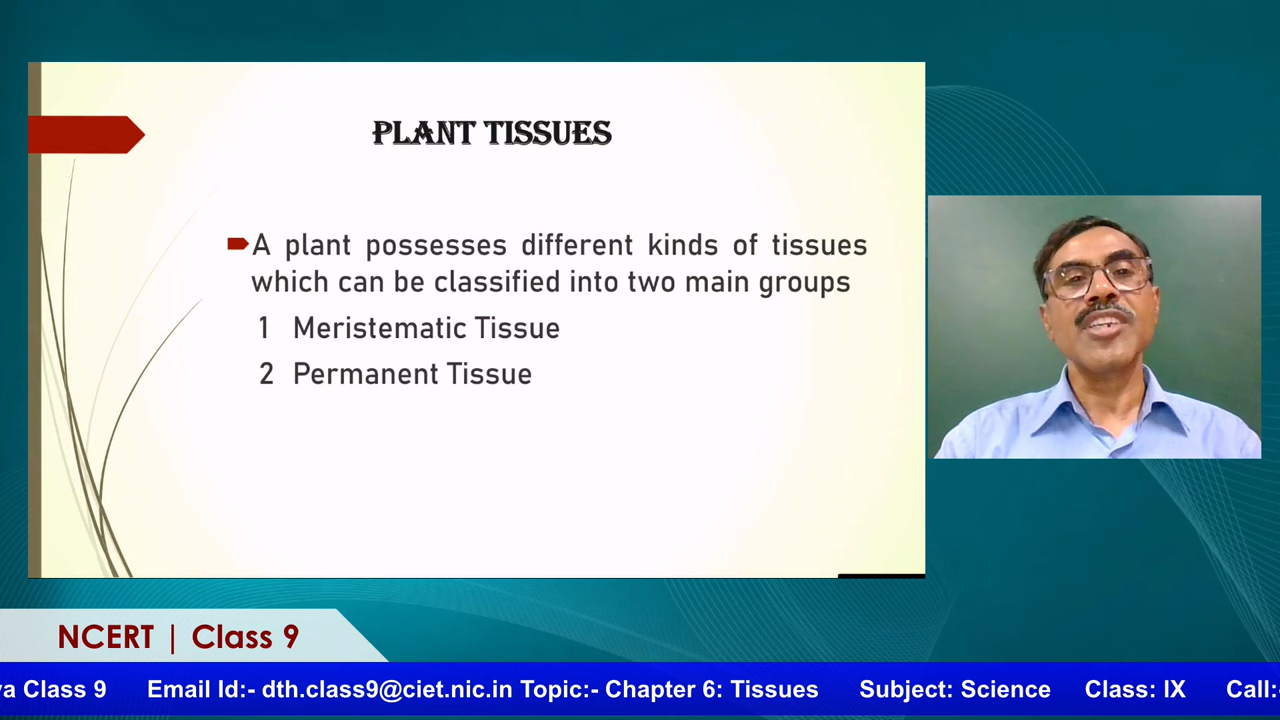 PLANT TISSUES
A plant possesses different kinds of tissues
which can be classified into two main groups
1 Meristematic Tissue
2 Permanent Tissue
NCERT | Class 9
Class 9 Email Id:- dth.class9@ciet.nic.in Topic:- Chapter 6: Tissues Subject: Science Class: IX Call:-